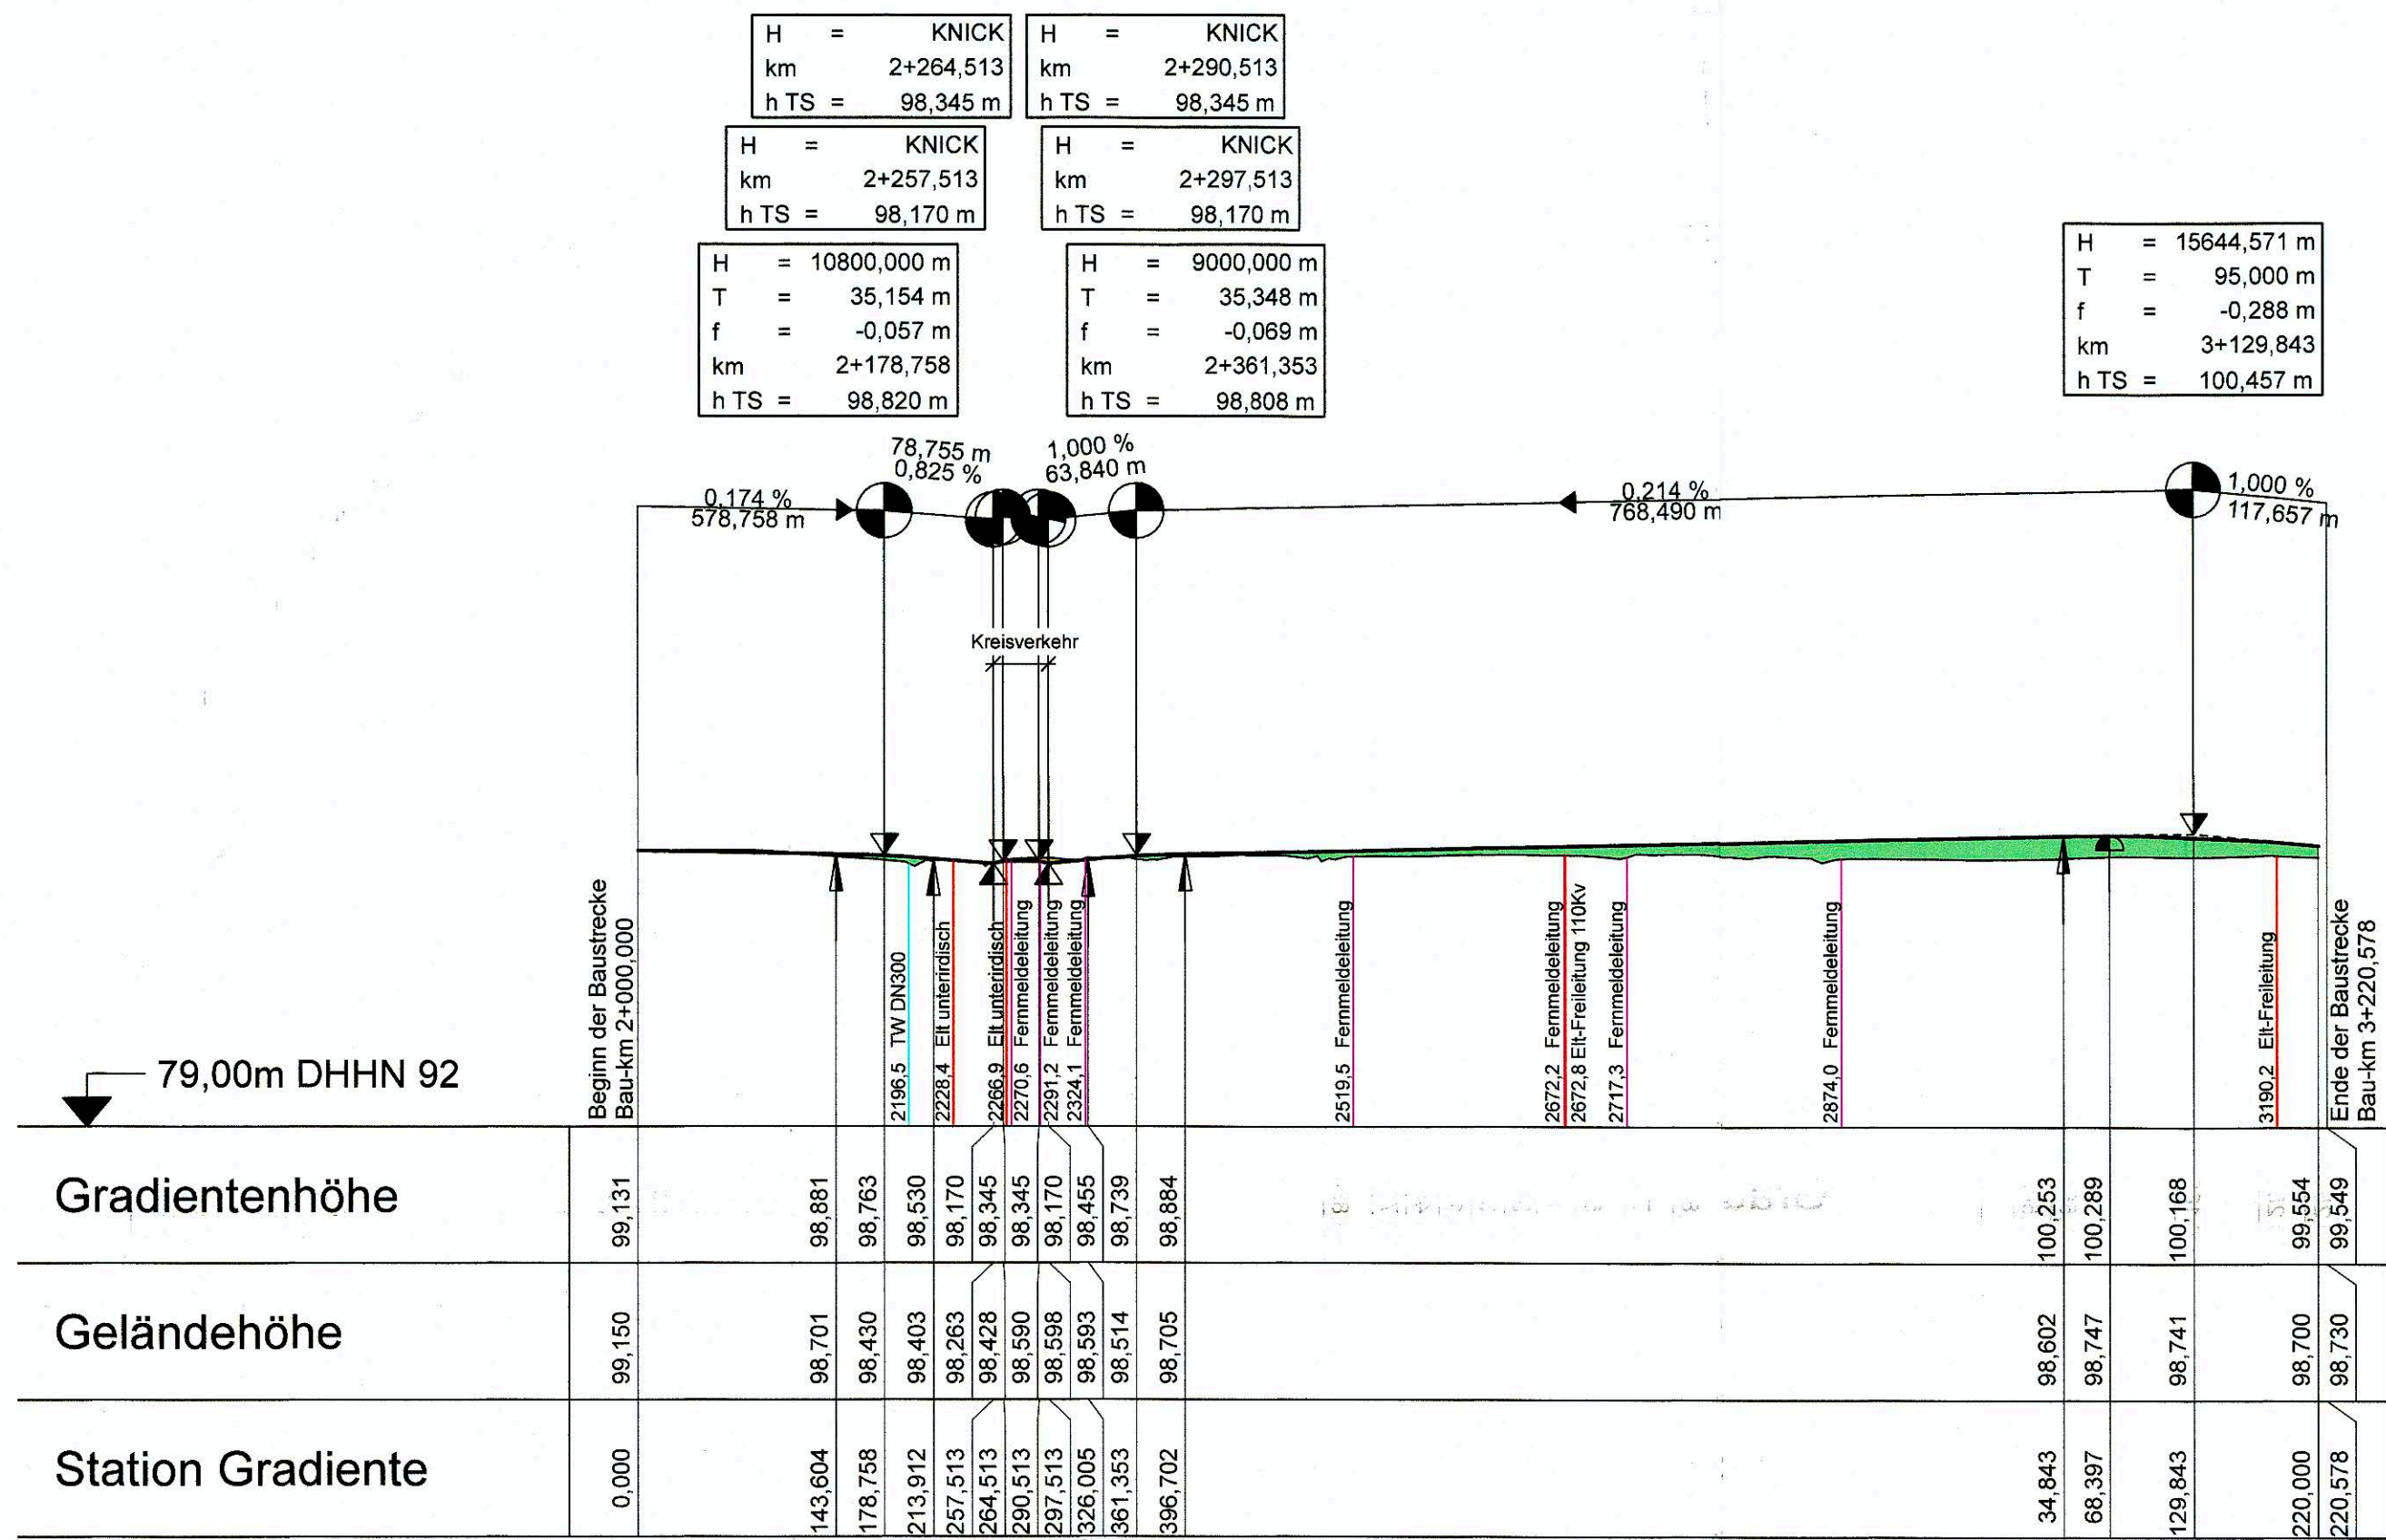 H = KNICK
km 2+264,513
h TS = 98,345 m
H = KNICK
km 2+290,513
h TS = 98,345 m
H = KNICK
km 2+257,513
h TS = 98,170 m
H = KNICK
km 2+297,513
h TS = 98,170 m
H = 10800,000 m
T = 35,154 m
f = -0,057 m
km 2+178,758
h TS = 98,820 m
H = 9000,000 m
T = 35,348 m
f = -0,069 m
km 2+361,353
h TS = 98,808 m
H = 15644,571 m
T = 95,000 m
f = -0,288 m
km 3+129,843
h TS = 100,457 m
0,174 %
578,758 m
78,755 m
0,825 %
1,000 %
63,840 m
0,214 %
768,490 m
1,000 %
117,657 m
Kreisverkehr
Beginn der Baustrecke
Bau-km 2+000,000
2196,5 TW DN300
2228,4 Elt unterirdisch
2266,9 Elt unterirdisch
2270,6 Fernmeldeleitung
2291,2 Fernmeldeleitung
2324,1 Fernmeldeleitung
2519,5 Fernmeldeleitung
2672,2 Fernmeldeleitung
2672,8 Elt-Freileitung 110Kv
2717,3 Fernmeldeleitung
2874,0 Fernmeldeleitung
3190,2 Elt-Freileitung
Ende der Baustrecke
Bau-km 3+220,578
79,00m DHHN 92
Gradientenhöhe
99,131
98,881
98,763
98,530
98,170
98,345
98,345
98,170
98,455
98,739
98,884
100,253
100,289
100,168
99,554
99,549
Geländehöhe
99,150
98,701
98,430
98,403
98,263
98,428
98,590
98,598
98,593
98,514
98,705
98,602
98,747
98,741
98,700
98,730
Station Gradiente
0,000
143,604
178,758
213,912
257,513
264,513
290,513
297,513
326,005
361,353
396,702
34,843
68,397
129,843
220,000
220,578